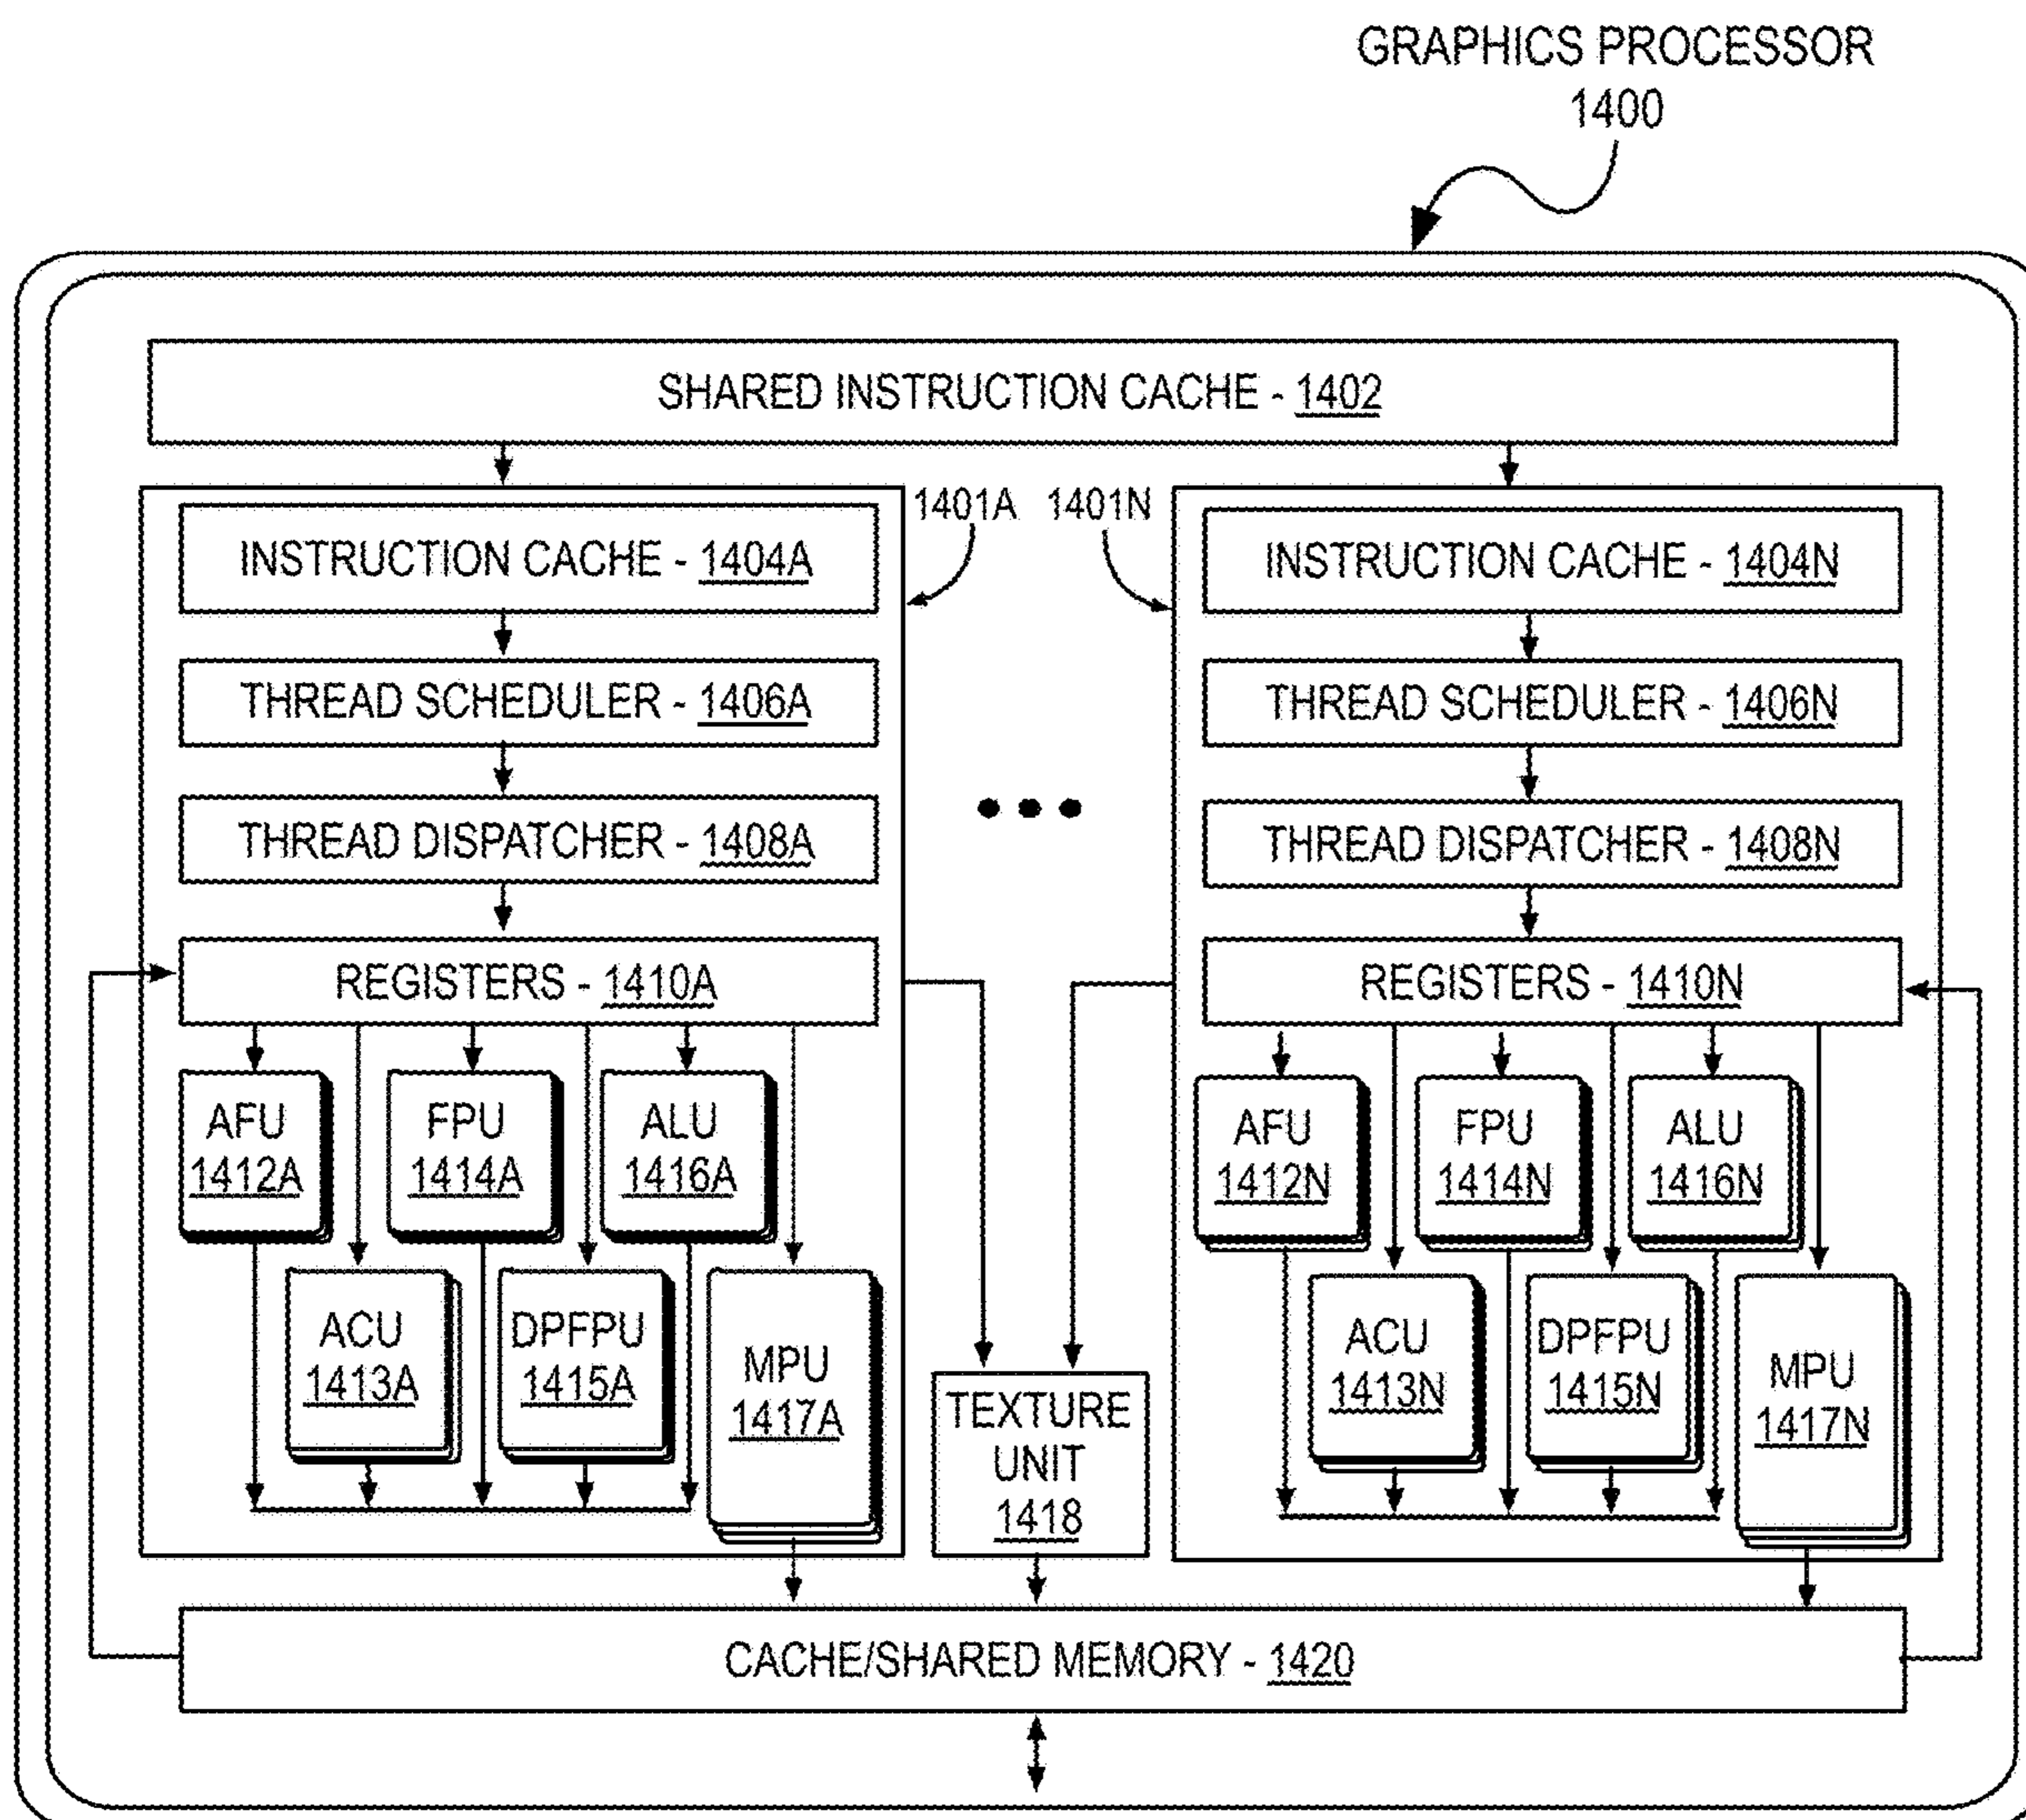 GRAPHICS PROCESSOR
1400
SHARED INSTRUCTION CACHE - 1402
1401A
1401N
INSTRUCTION CACHE - 1404A
THREAD SCHEDULER - 1406A
THREAD DISPATCHER - 1408A
REGISTERS - 1410A
AFU
1412A
FPU
1414A
ALU
1416A
ACU
1413A
DPFPU
1415A
MPU
1417A
INSTRUCTION CACHE - 1404N
THREAD SCHEDULER - 1406N
THREAD DISPATCHER - 1408N
REGISTERS - 1410N
AFU
1412N
FPU
1414N
ALU
1416N
ACU
1413N
DPFPU
1415N
MPU
1417N
TEXTURE
UNIT
1418
CACHE/SHARED MEMORY - 1420